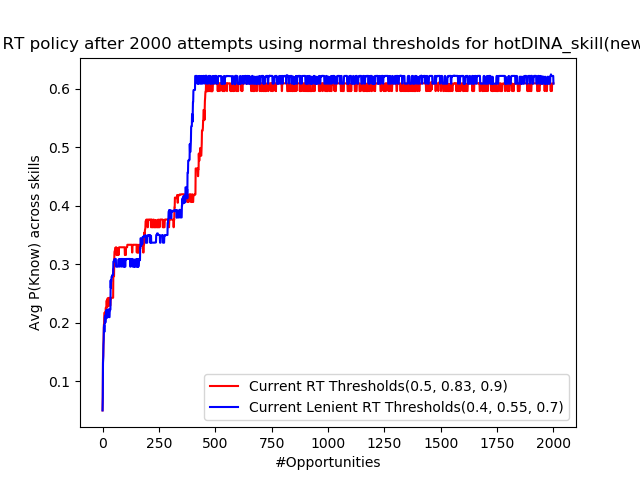 RT policy after 2000 attempts using normal thresholds for hotDINA_skill(new
0.6
0.5
0.4
0.3
0.2
0.1
Avg P(Know) across skills
Current RT Thresholds(0.5, 0.83, 0.9)
Current Lenient RT Thresholds(0.4, 0.55, 0.7)
0 250 500 750 1000 1250 1500 1750 2000
#Opportunities